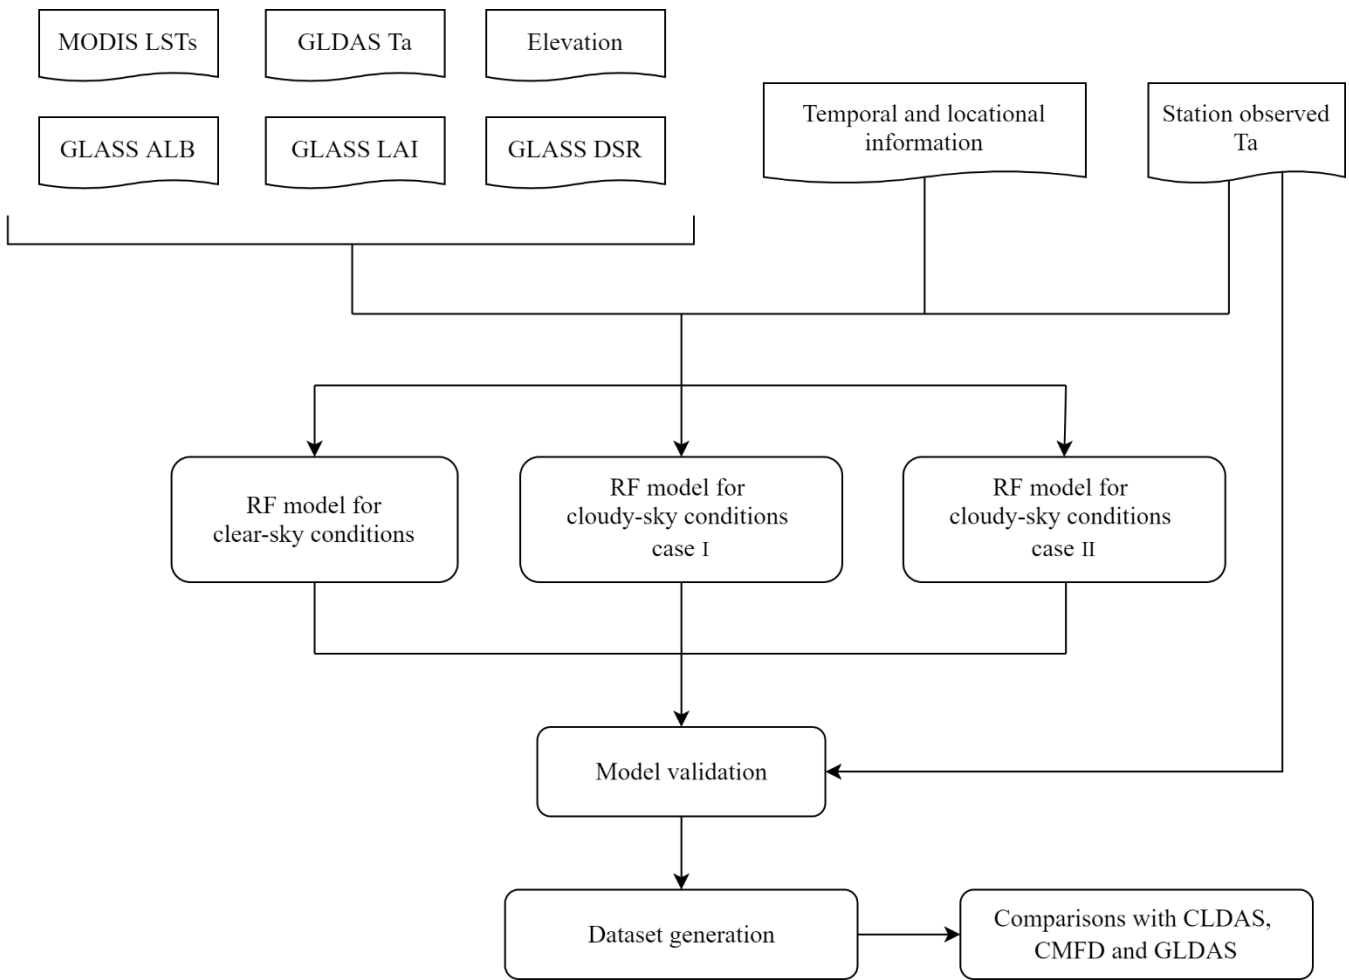 MODIS LSTs
GLDAS Ta
Elevation
GLASS ALB
GLASS LAI
GLASS DSR
Temporal and locational
information
Station observed
Ta
RF model for
clear-sky conditions
RF model for
cloudy-sky conditions
case I
RF model for
cloudy-sky conditions
case II
Model validation
Dataset generation
Comparisons with CLDAS,
CMFD and GLDAS